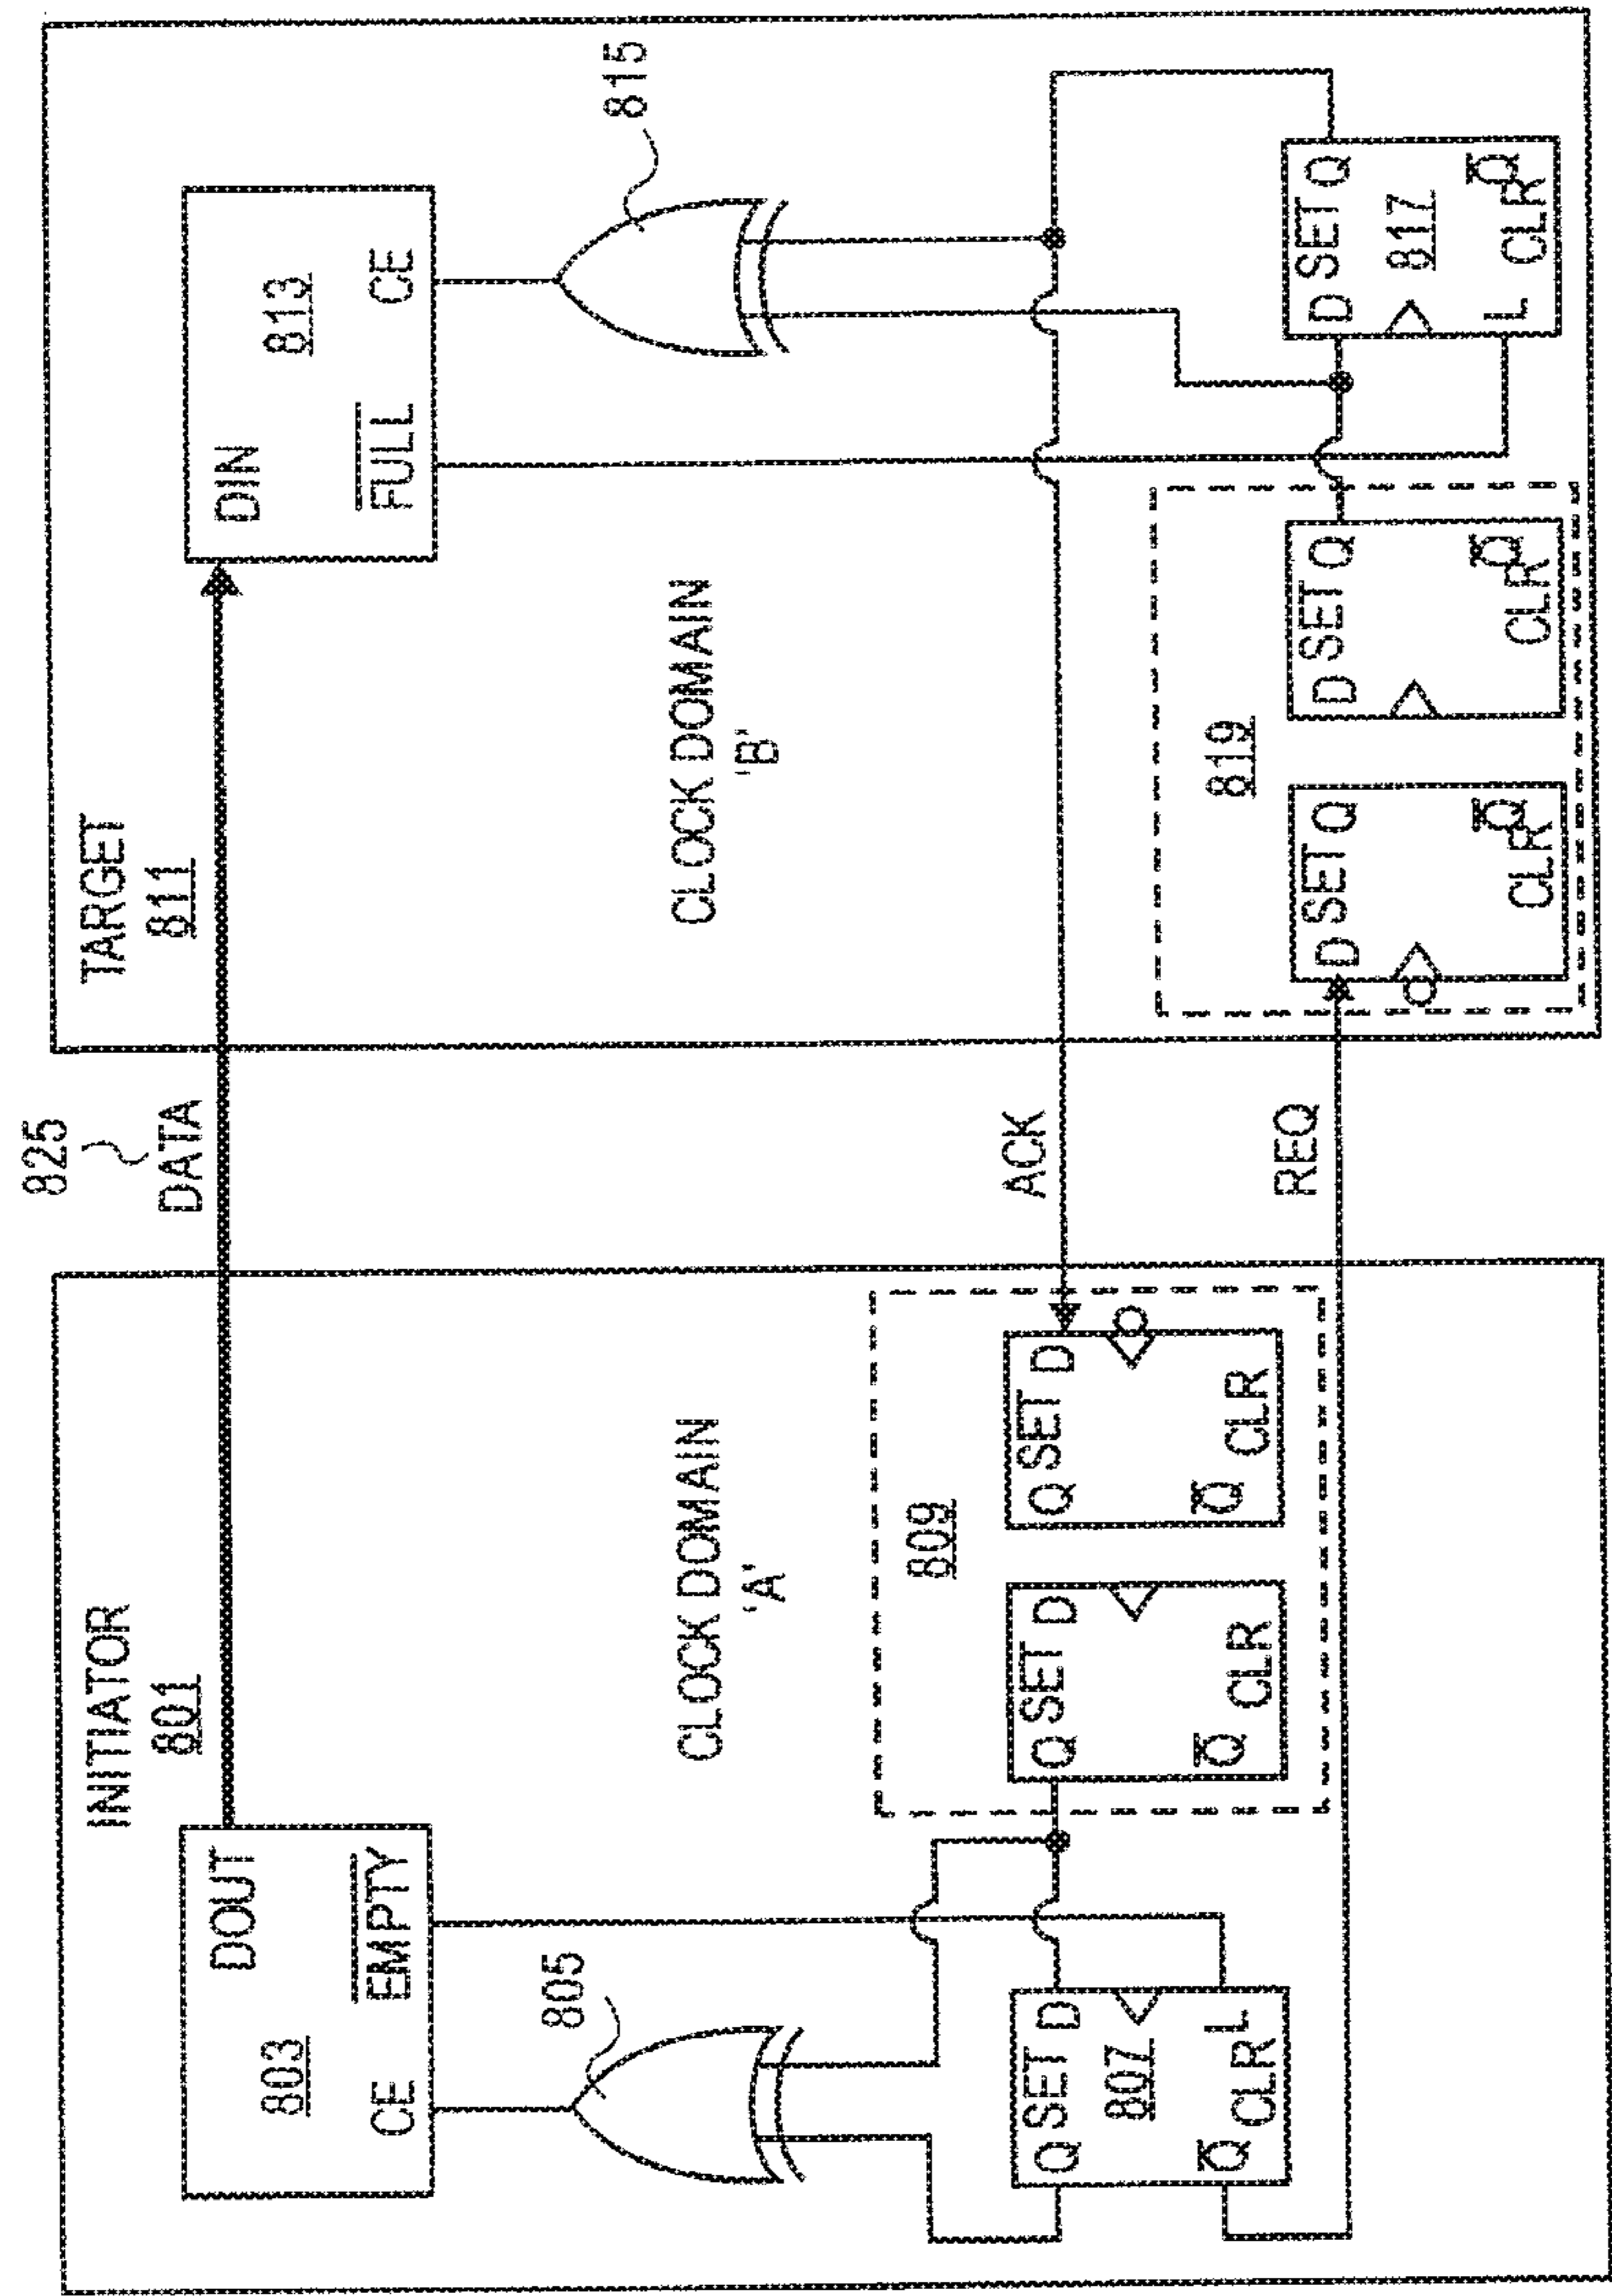 825
DATA
INITIATOR
801
TARGET
811
DOUT
803
CE
EMPTY
DIN
813
FULL
CE
805
815
CLOCK DOMAIN
'A'
CLOCK DOMAIN
'B'
ACK
REQ
809
819
Q SET D
807
Q CLR L
Q SET D
Q CLR
Q SET D
Q CLR
D SET Q
Q
CLR
D SET Q
Q
CLR
D SET Q
817
Q
L CLR